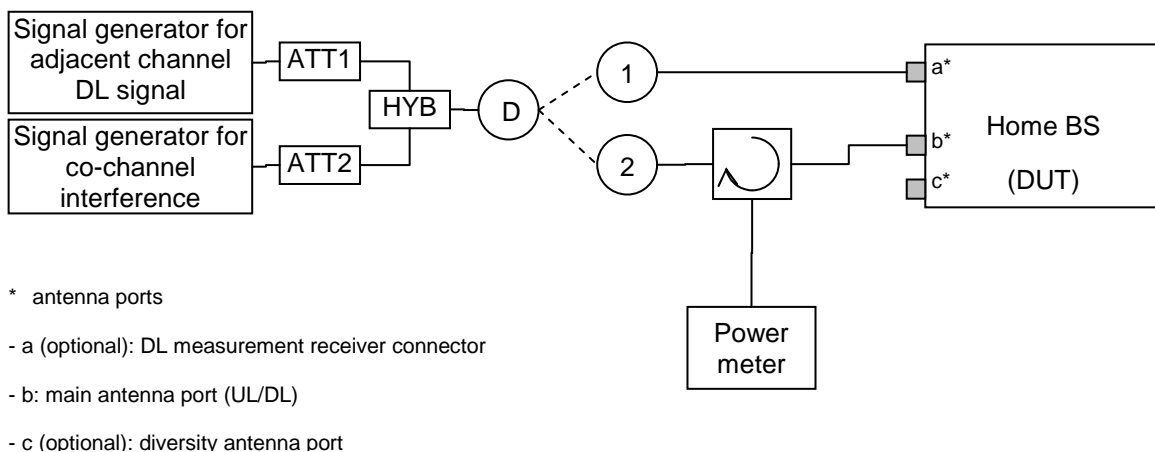 Signal generator for
adjacent channel
DL signal
ATT1
Signal generator for
co-channel
interference
ATT2
HYB
D
1
2
a*
b*
c*
Home BS
(DUT)
Power
meter
* antenna ports
- a (optional): DL measurement receiver connector
- b: main antenna port (UL/DL)
- c (optional): diversity antenna port